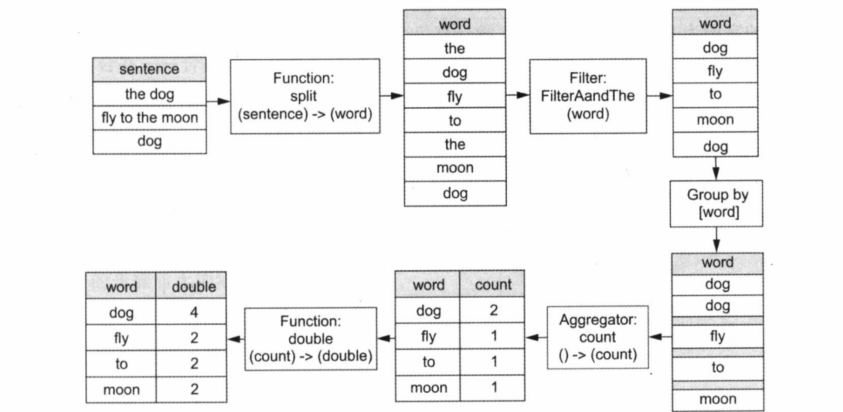 sentence
the dog
fly to the moon
dog
Function:
split
(sentence) -> (word)
word
the
dog
fly
to
the
moon
dog
Filter:
FilterAandThe
(word)
word
dog
fly
to
moon
dog
Group by
[word]
word
dog
dog
fly
to
moon
Aggregator:
count
() -> (count)
word count
dog 2
fly 1
to 1
moon 1
Function:
double
(count) -> (double)
word double
dog 4
fly 2
to 2
moon 2